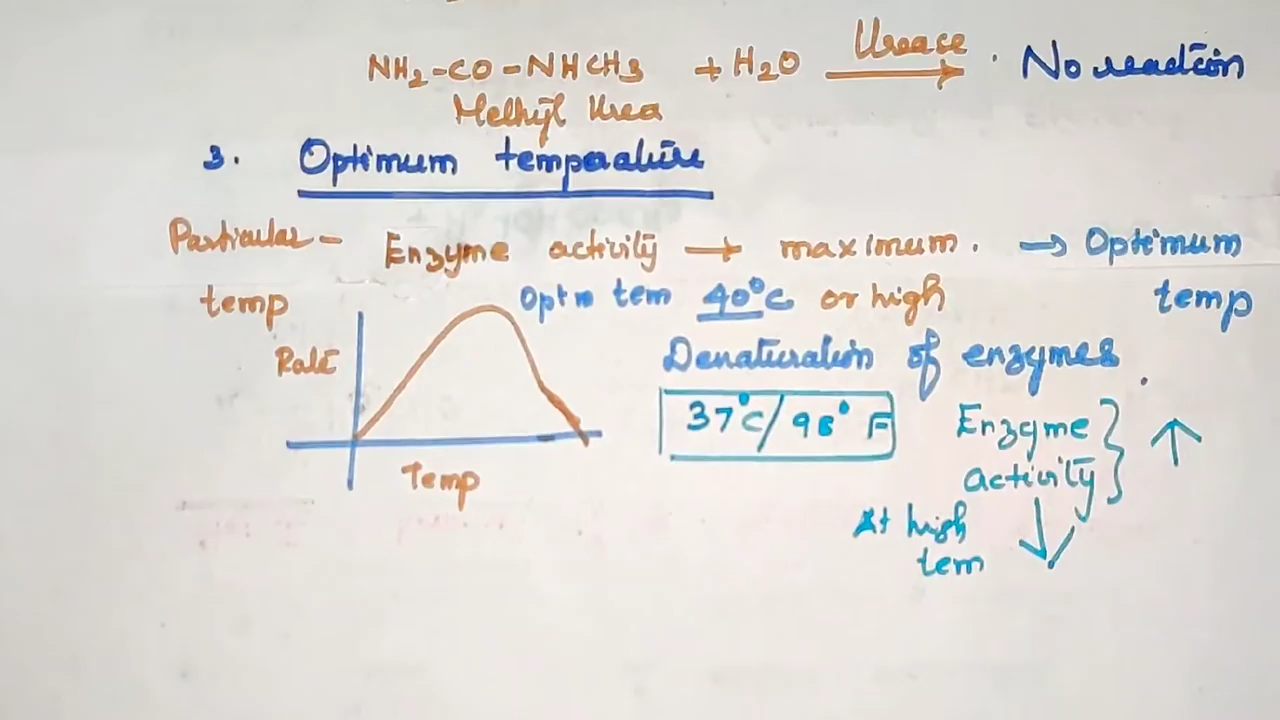 NH2-CO-NHCH3 + H2O Urease → No reaction
Methyl Urea
3. Optimum temperature
Particular - Enzyme activity → maximum. → Optimum
temp Optm tem 40°C or high temp
Rate Denaturation of enzymes
37°C/98°F Enzyme
activity
Temp
At high
tem